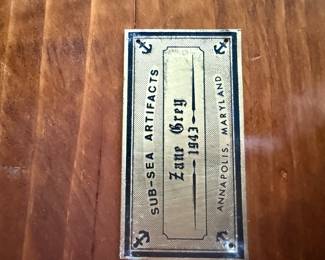 SUB-SEA ARTIFACTS
Zane Grey
1943
ANNAPOLIS, MARYLAND